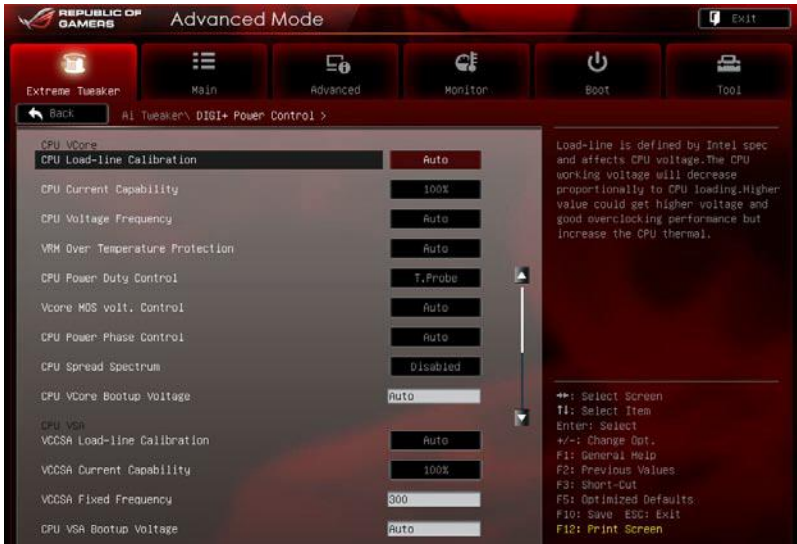 REPUBLIC OF
GAMERS
Advanced Mode
Exit
Extreme Tweaker
Main
Advanced
Monitor
Boot
Tool
Back
Ai Tweaker\ DIGI+ Power Control >
CPU VCore
CPU Load-line Calibration
Auto
CPU Current Capability
100%
CPU Voltage Frequency
Auto
VRM Over Temperature Protection
Auto
CPU Power Duty Control
T.Probe
Vcore MOS volt. Control
Auto
CPU Power Phase Control
Auto
CPU Spread Spectrum
Disabled
CPU VCore Bootup Voltage
Auto
CPU VSA
VCCSA Load-line Calibration
Auto
VCCSA Current Capability
100%
VCCSA Fixed Frequency
300
CPU VSA Bootup Voltage
Auto
Load-line is defined by Intel spec
and affects CPU voltage.The CPU
working voltage will decrease
proportionally to CPU loading.Higher
value could get higher voltage and
good overclocking performance but
increase the CPU thermal.
→←: Select Screen
↑↓: Select Item
Enter: Select
+/-: Change Opt.
F1: General Help
F2: Previous Values
F3: Short-Cut
F5: Optimized Defaults
F10: Save ESC: Exit
F12: Print Screen